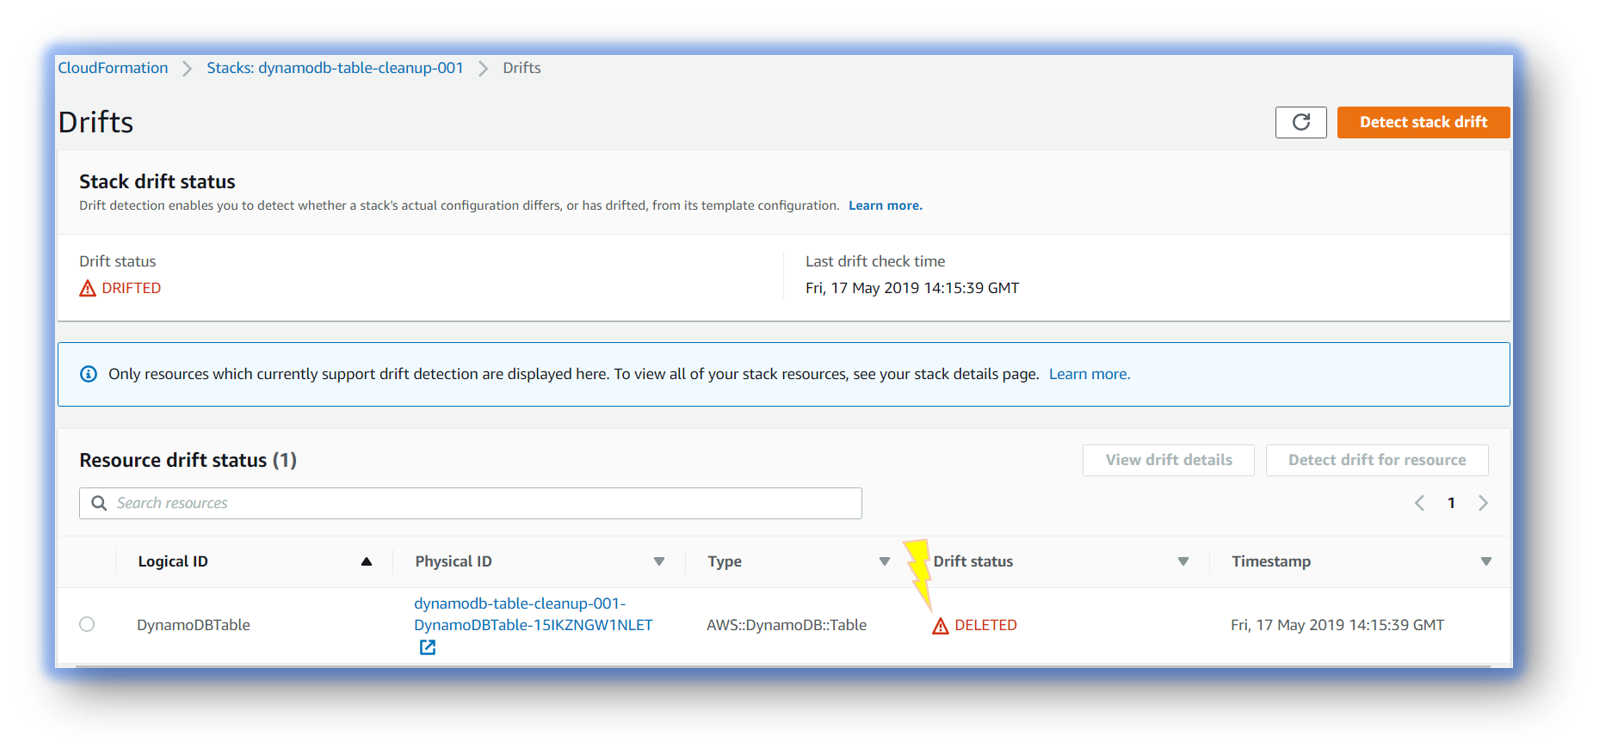 CloudFormation > Stacks: dynamodb-table-cleanup-001 > Drifts
Drifts
Detect stack drift
Stack drift status
Drift detection enables you to detect whether a stack's actual configuration differs, or has drifted, from its template configuration. Learn more.
Drift status
Last drift check time
DRIFTED
Fri, 17 May 2019 14:15:39 GMT
Only resources which currently support drift detection are displayed here. To view all of your stack resources, see your stack details page. Learn more.
Resource drift status (1)
View drift details
Detect drift for resource
Search resources
1
Logical ID
Physical ID
Type
Drift status
Timestamp
DynamoDBTable
dynamodb-table-cleanup-001-
DynamoDBTable-15IKZNGW1NLET
AWS::DynamoDB::Table
DELETED
Fri, 17 May 2019 14:15:39 GMT